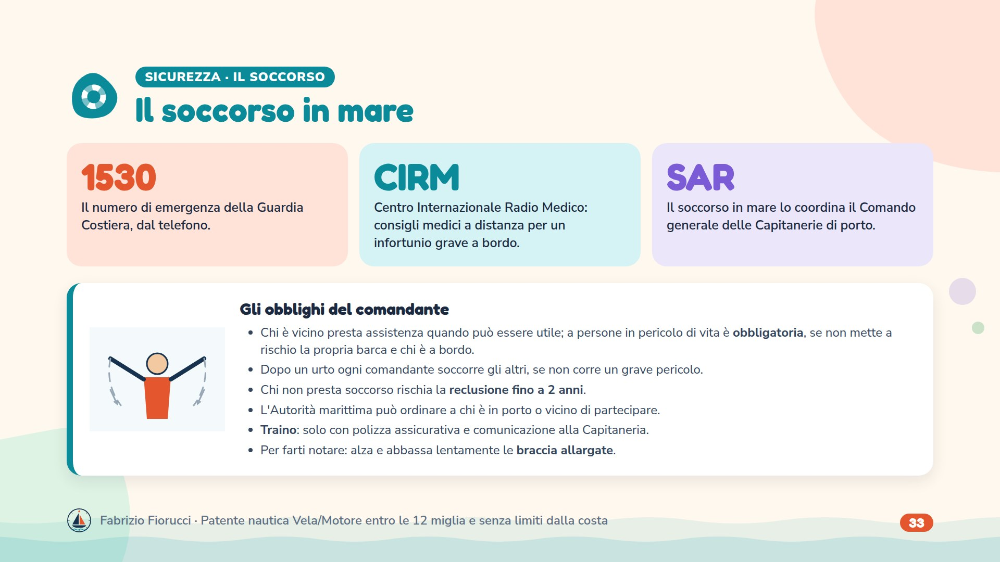 SICUREZZA · IL SOCCORSO
Il soccorso in mare
1530
Il numero di emergenza della Guardia
Costiera, dal telefono.
CIRM
Centro Internazionale Radio Medico:
consigli medici a distanza per un
infortunio grave a bordo.
SAR
Il soccorso in mare lo coordina il Comando
generale delle Capitanerie di porto.
Gli obblighi del comandante
• Chi è vicino presta assistenza quando può essere utile; a persone in pericolo di vita è obbligatoria, se non mette a
rischio la propria barca e chi è a bordo.
• Dopo un urto ogni comandante soccorre gli altri, se non corre un grave pericolo.
• Chi non presta soccorso rischia la reclusione fino a 2 anni.
• L'Autorità marittima può ordinare a chi è in porto o vicino di partecipare.
• Traino: solo con polizza assicurativa e comunicazione alla Capitaneria.
• Per farti notare: alza e abbassa lentamente le braccia allargate.
Fabrizio Fiorucci · Patente nautica Vela/Motore entro le 12 miglia e senza limiti dalla costa
33